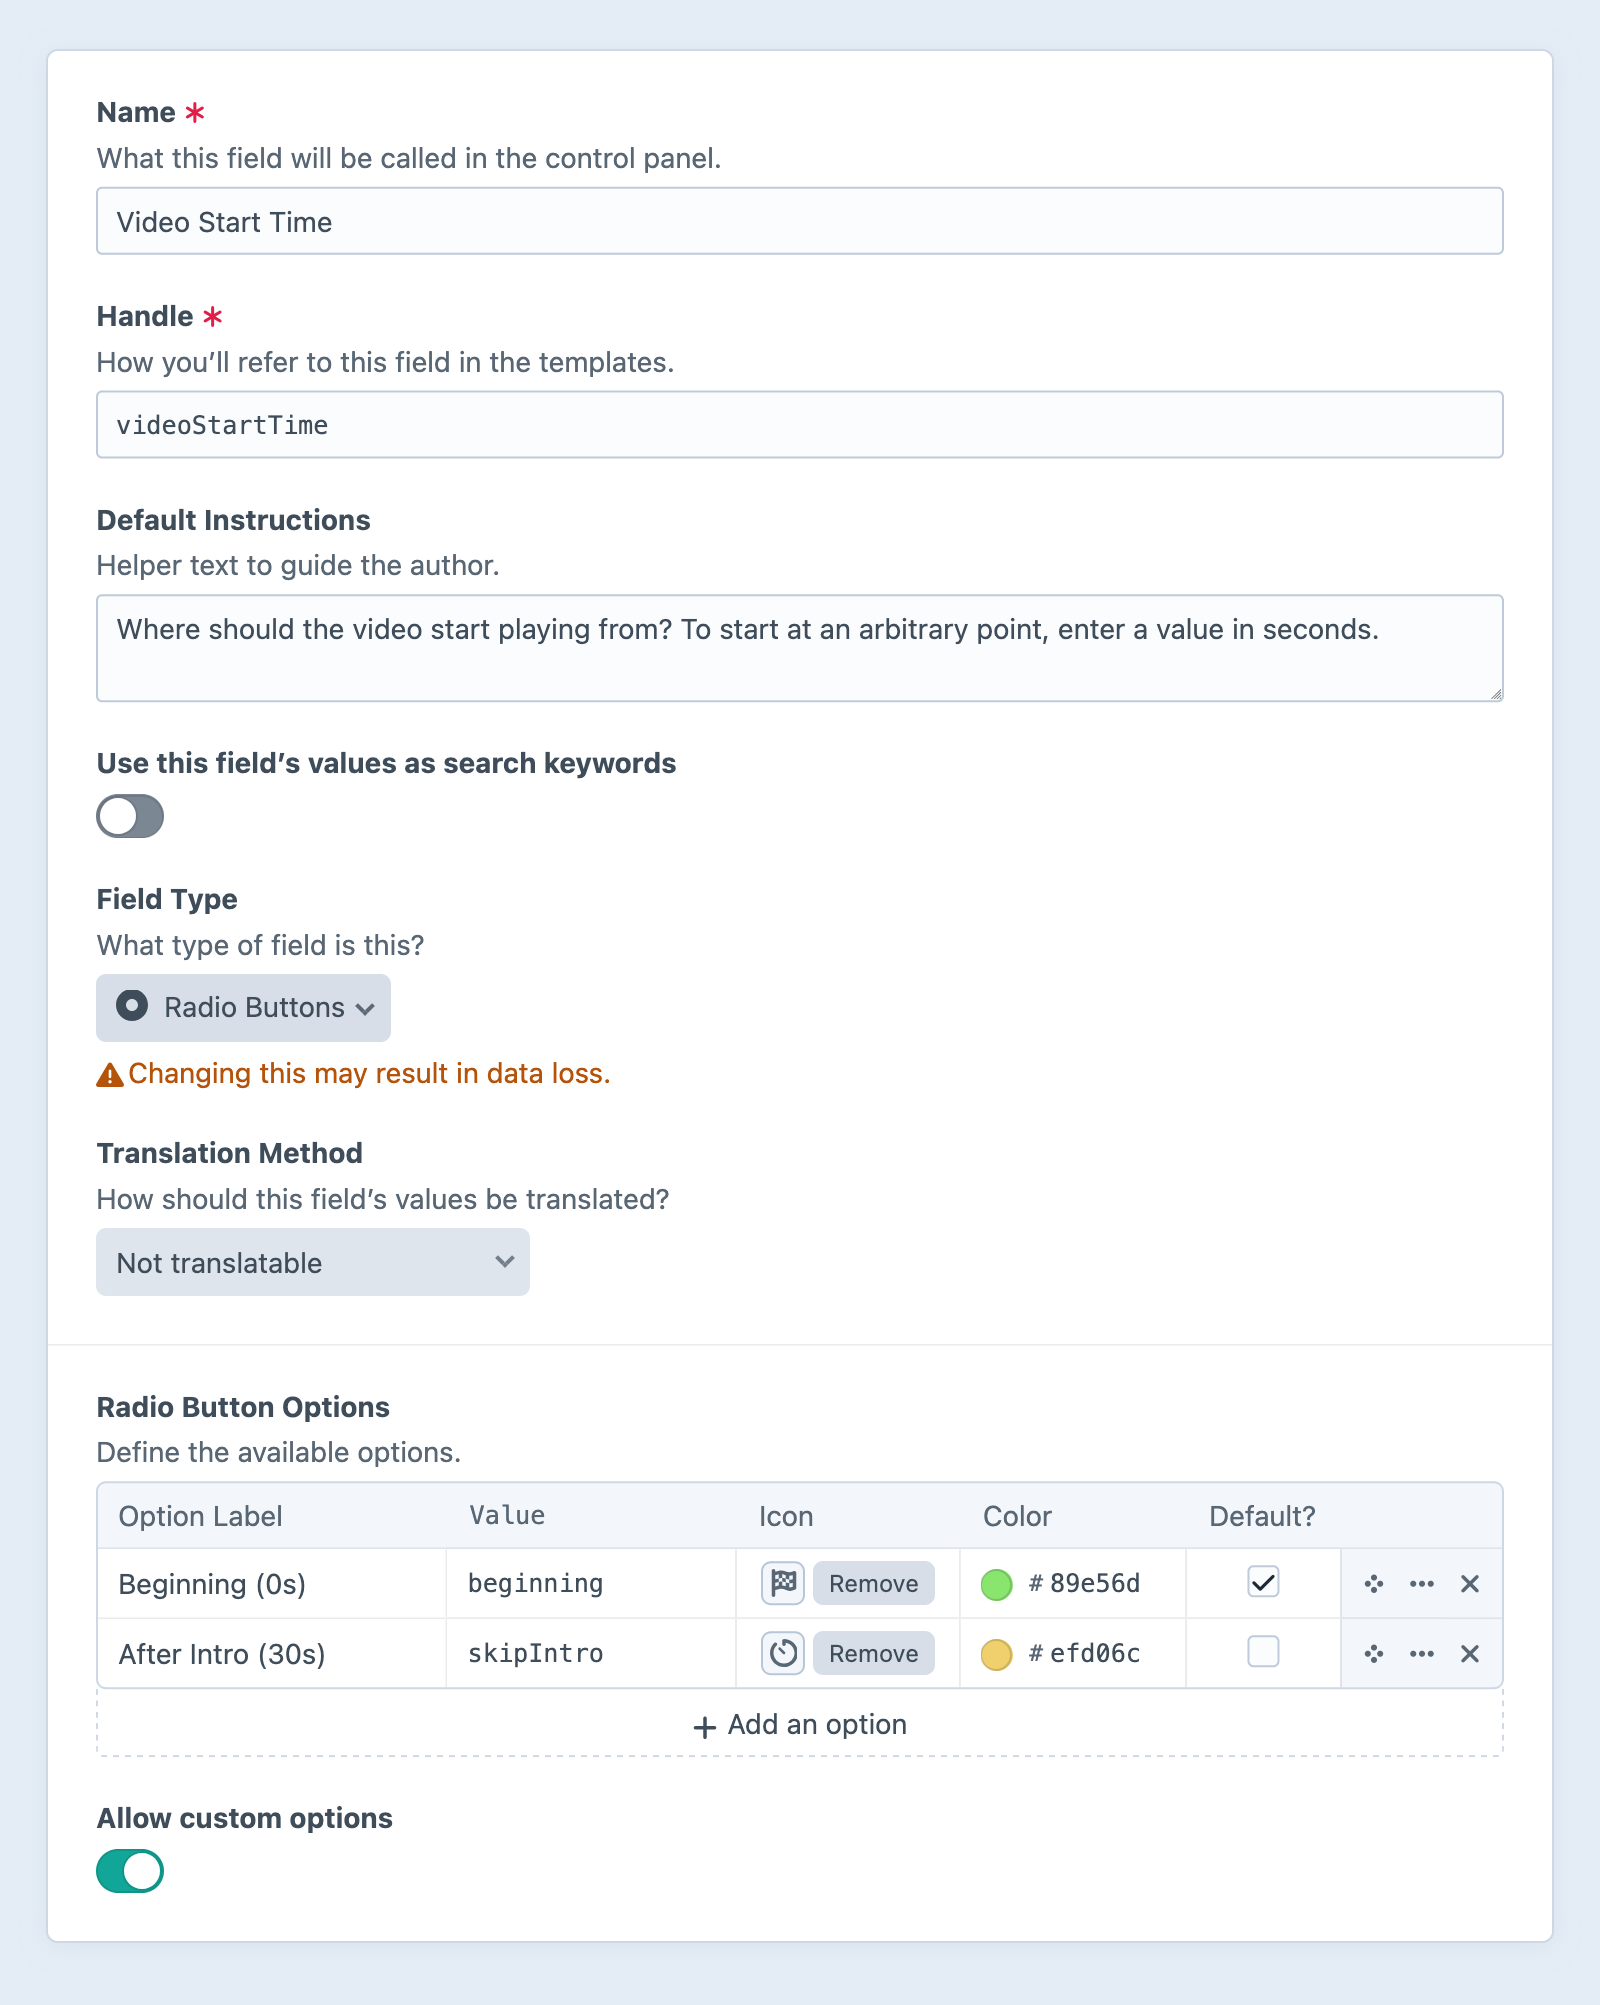 Name *
What this field will be called in the control panel.
Video Start Time
Handle *
How you’ll refer to this field in the templates.
videoStartTime
Default Instructions
Helper text to guide the author.
Where should the video start playing from? To start at an arbitrary point, enter a value in seconds.
Use this field’s values as search keywords
Field Type
What type of field is this?
Radio Buttons
Changing this may result in data loss.
Translation Method
How should this field’s values be translated?
Not translatable
Radio Button Options
Define the available options.
Option Label Value Icon Color Default?
Beginning (0s) beginning Remove # 89e56d
After Intro (30s) skipIntro Remove # efd06c
+ Add an option
Allow custom options